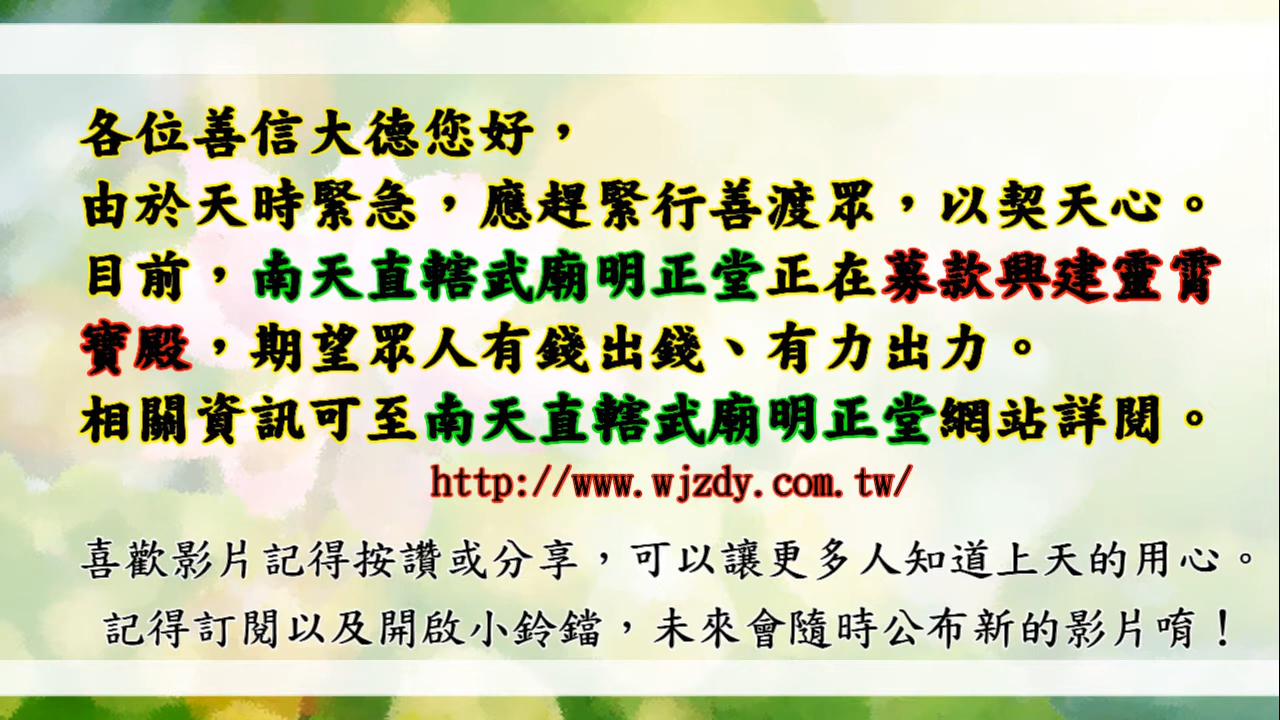 各位善信大德您好，
由於天時緊急，應趕緊行善渡眾，以契天心。
目前，南天直轄武廟明正堂正在募款興建靈霄
寶殿，期望眾人有錢出錢、有力出力。
相關資訊可至南天直轄武廟明正堂網站詳閱。
http://www.wjzdy.com.tw/
喜歡影片記得按讚或分享，可以讓更多人知道上天的用心。
記得訂閱以及開啟小鈴鐺，未來會隨時公布新的影片唷！